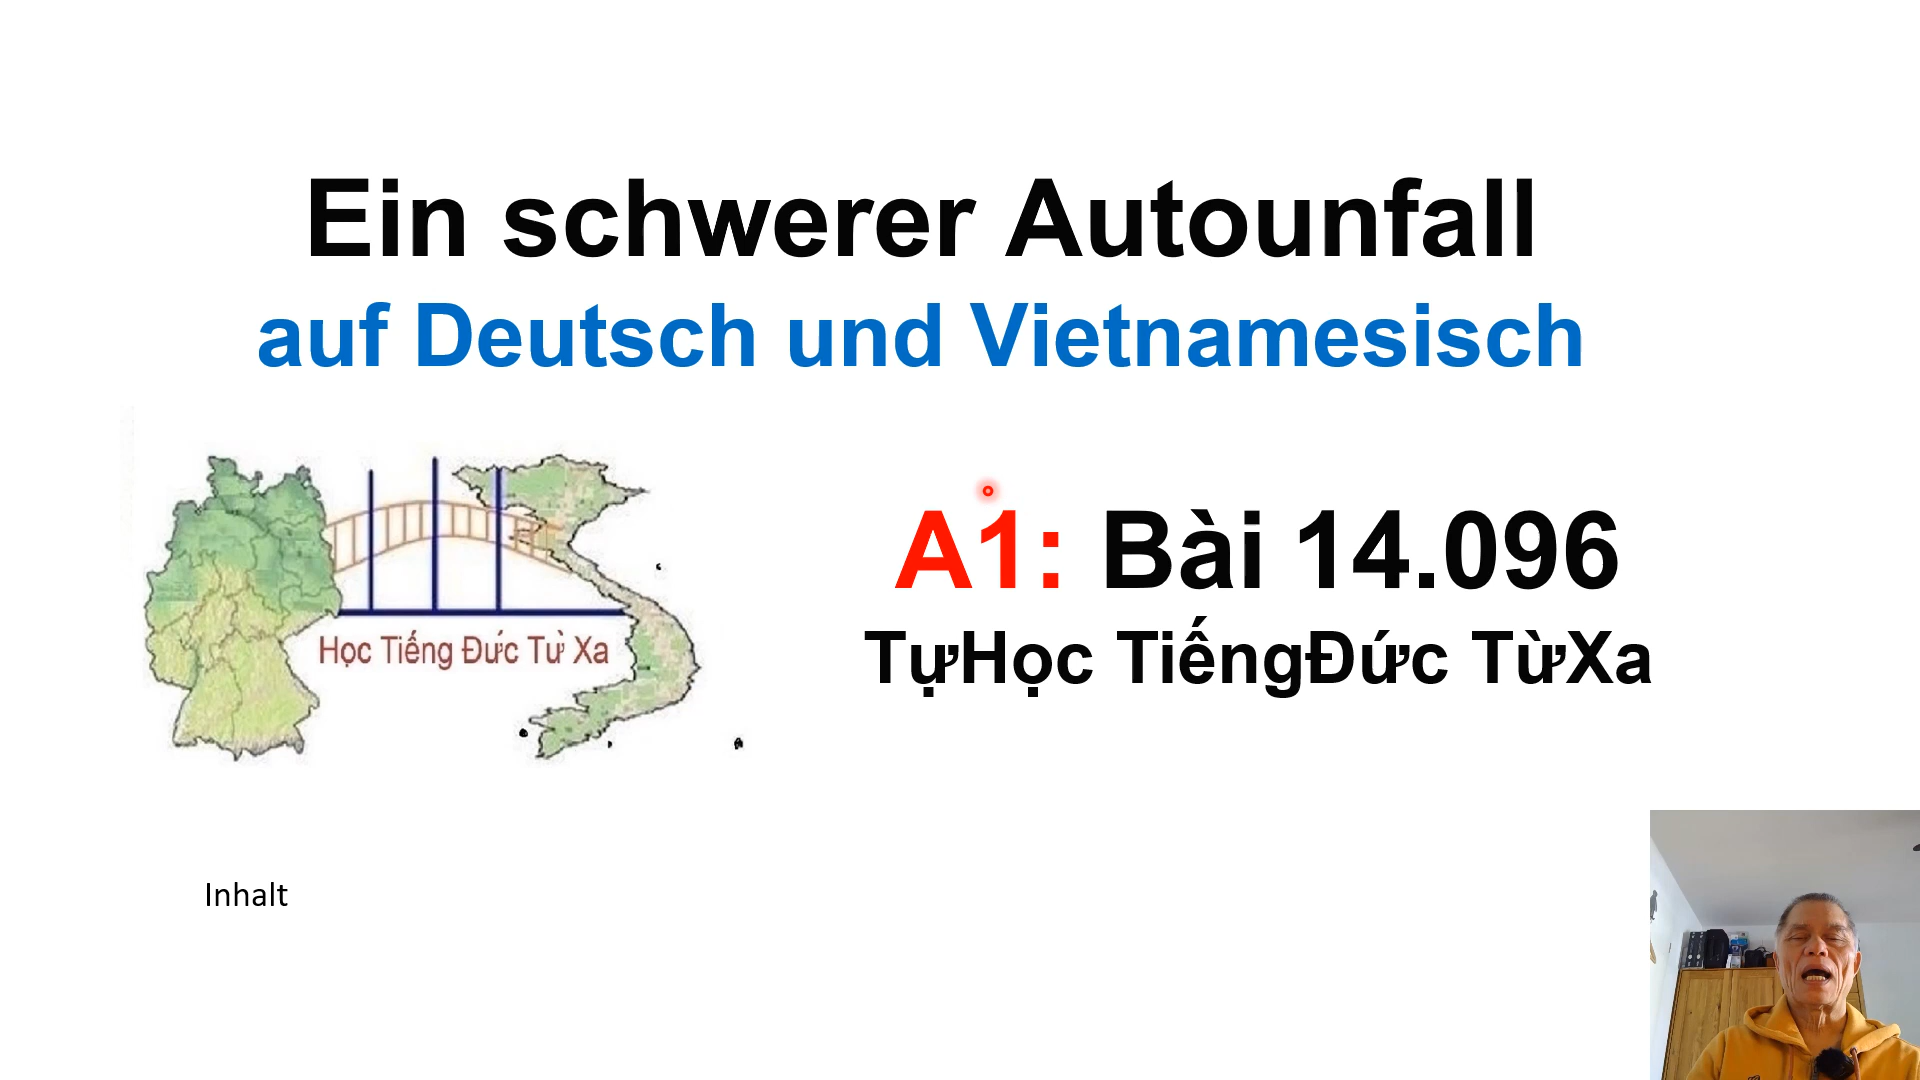 Ein schwerer Autounfall
auf Deutsch und Vietnamesisch
Học Tiếng Đức Từ Xa
A1: Bài 14.096
TựHọc TiếngĐức TừXa
Inhalt